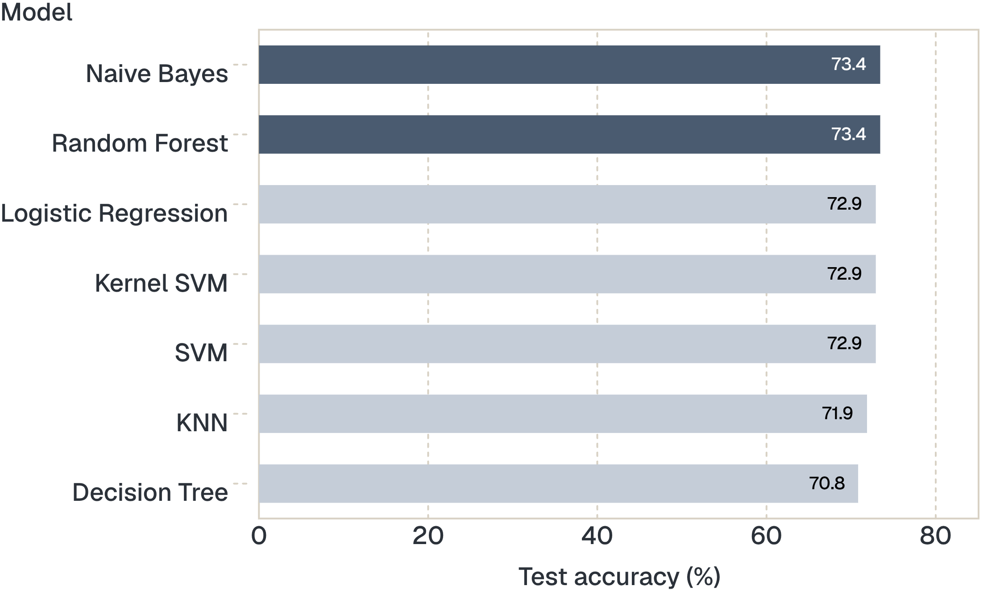 Model
Naive Bayes 73.4
Random Forest 73.4
Logistic Regression 72.9
Kernel SVM 72.9
SVM 72.9
KNN 71.9
Decision Tree 70.8
0 20 40 60 80
Test accuracy (%)